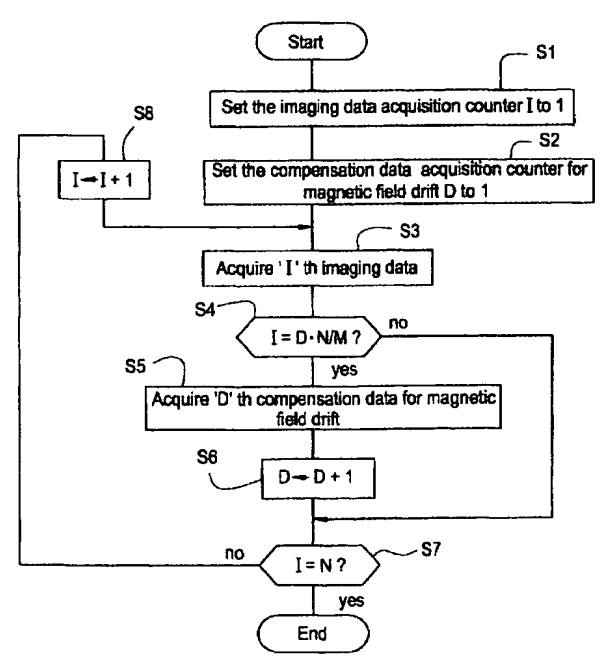 Start
S1
Set the imaging data acquisition counter I to 1
S2
Set the compensation data acquisition counter for
magnetic field drift D to 1
S8
I←I + 1
S3
Acquire ' I ' th imaging data
S4
I = D·N/M ?
no
yes
S5
Acquire 'D' th compensation data for magnetic
field drift
S6
D← D + 1
no
S7
I = N ?
yes
End